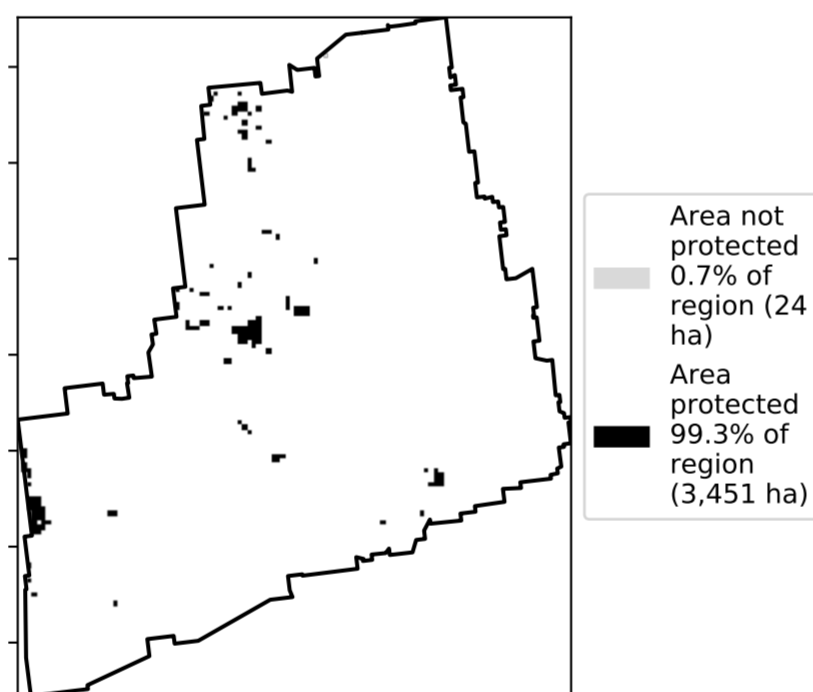 Area not
protected
0.7% of
region (24
ha)
Area
protected
99.3% of
region
(3,451 ha)